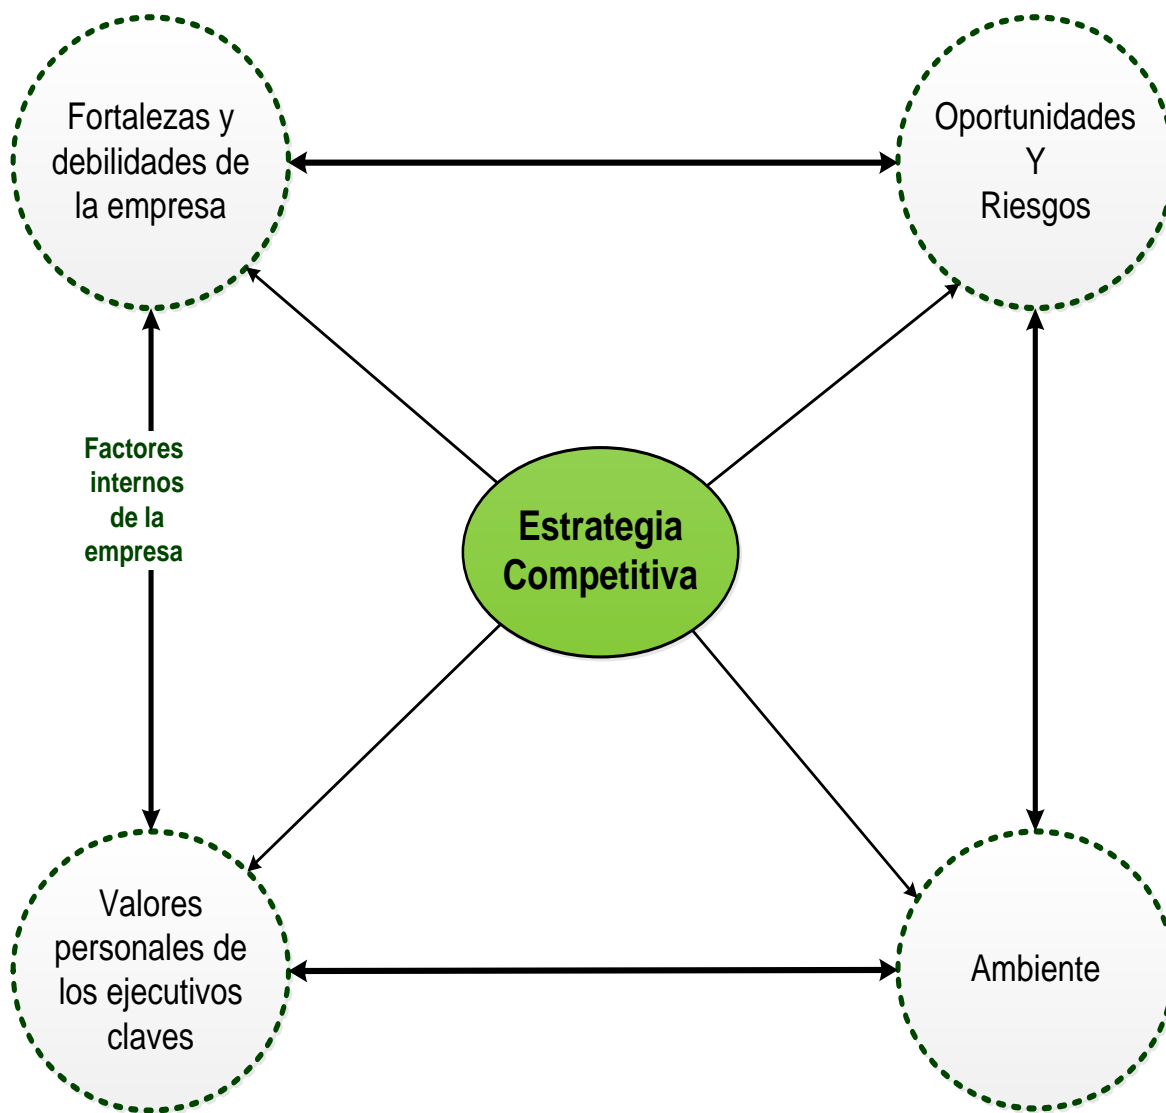 Fortalezas y
debilidades de
la empresa
Oportunidades
Y
Riesgos
Factores
internos
de la
empresa
Estrategia
Competitiva
Valores
personales de
los ejecutivos
claves
Ambiente